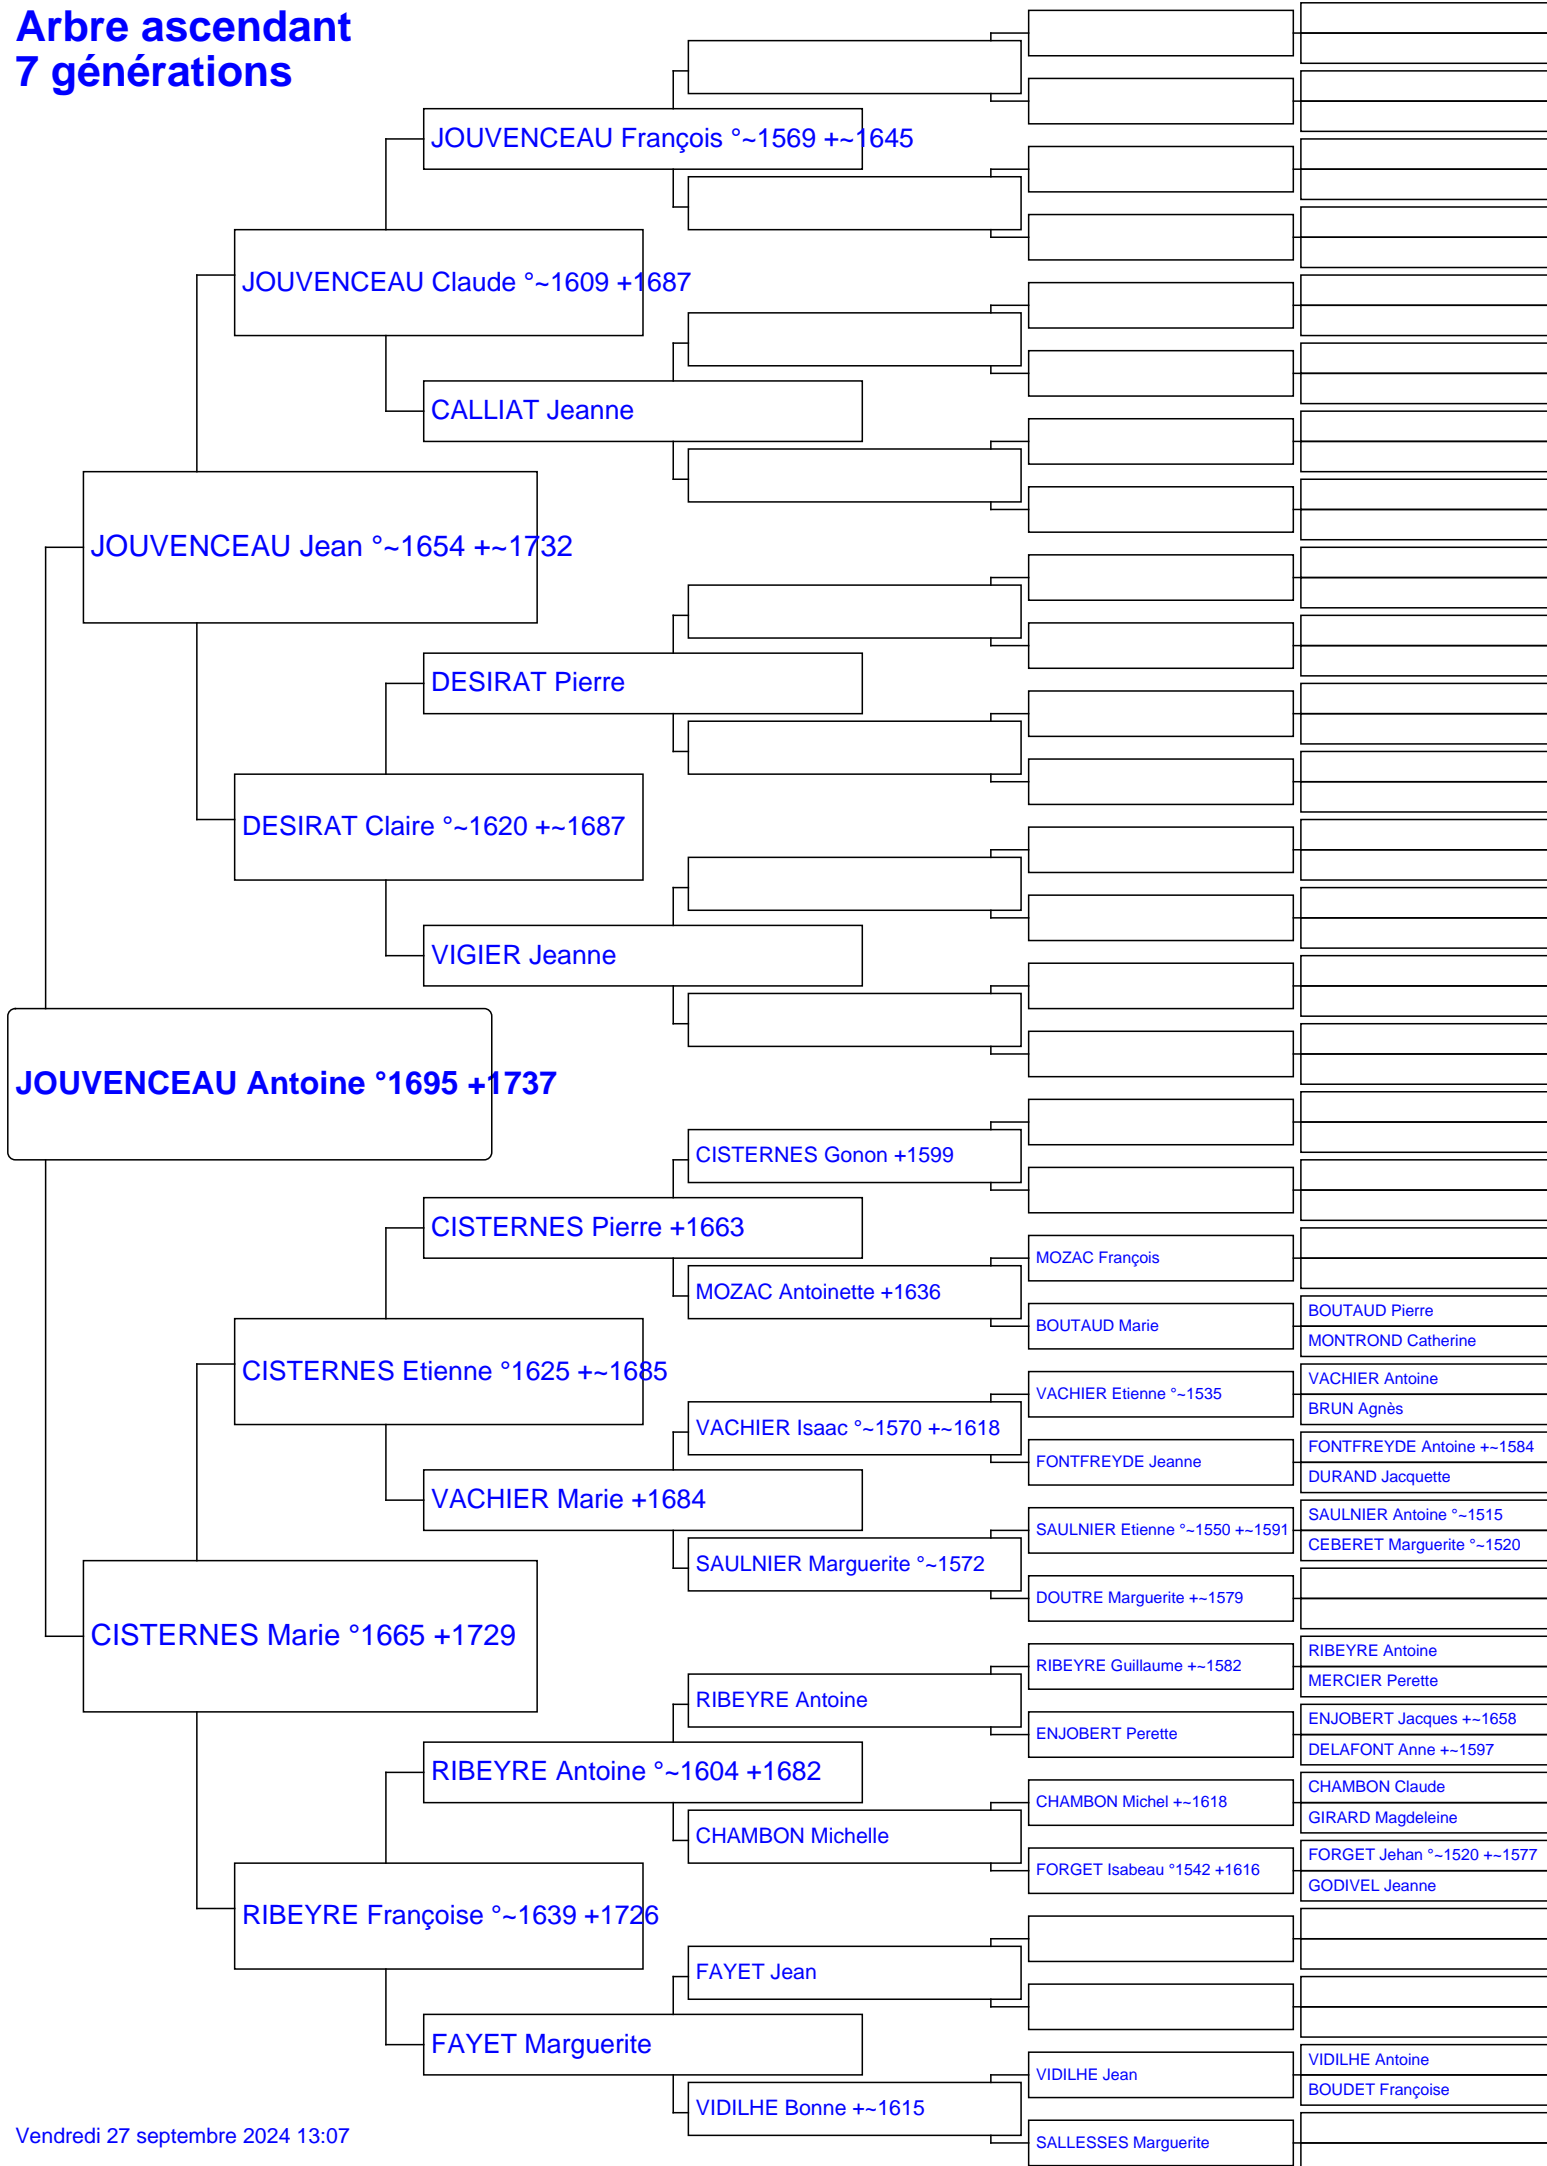 Arbre ascendant
7 générations
JOUVENCEAU François °~1569 +~1645
JOUVENCEAU Claude °~1609 +1687
CALLIAT Jeanne
JOUVENCEAU Jean °~1654 +~1732
DESIRAT Pierre
DESIRAT Claire °~1620 +~1687
VIGIER Jeanne
JOUVENCEAU Antoine °1695 +1737
CISTERNES Gonon +1599
CISTERNES Pierre +1663
MOZAC François
MOZAC Antoinette +1636
BOUTAUD Pierre
BOUTAUD Marie
MONTROND Catherine
CISTERNES Etienne °1625 +~1685
VACHIER Antoine
VACHIER Etienne °~1535
BRUN Agnès
VACHIER Isaac °~1570 +~1618
FONTFREYDE Antoine +~1584
FONTFREYDE Jeanne
DURAND Jacquette
VACHIER Marie +1684
SAULNIER Antoine °~1515
SAULNIER Etienne °~1550 +~1591
CEBERET Marguerite °~1520
SAULNIER Marguerite °~1572
DOUTRE Marguerite +~1579
CISTERNES Marie °1665 +1729
RIBEYRE Antoine
RIBEYRE Guillaume +~1582
MERCIER Perette
RIBEYRE Antoine
ENJOBERT Jacques +~1658
ENJOBERT Perette
DELAFONT Anne +~1597
RIBEYRE Antoine °~1604 +1682
CHAMBON Claude
CHAMBON Michel +~1618
GIRARD Magdeleine
CHAMBON Michelle
FORGET Jehan °~1520 +~1577
FORGET Isabeau °1542 +1616
GODIVEL Jeanne
RIBEYRE Françoise °~1639 +1726
FAYET Jean
FAYET Marguerite
VIDILHE Antoine
VIDILHE Jean
BOUDET Françoise
VIDILHE Bonne +~1615
SALLESSES Marguerite
Vendredi 27 septembre 2024 13:07